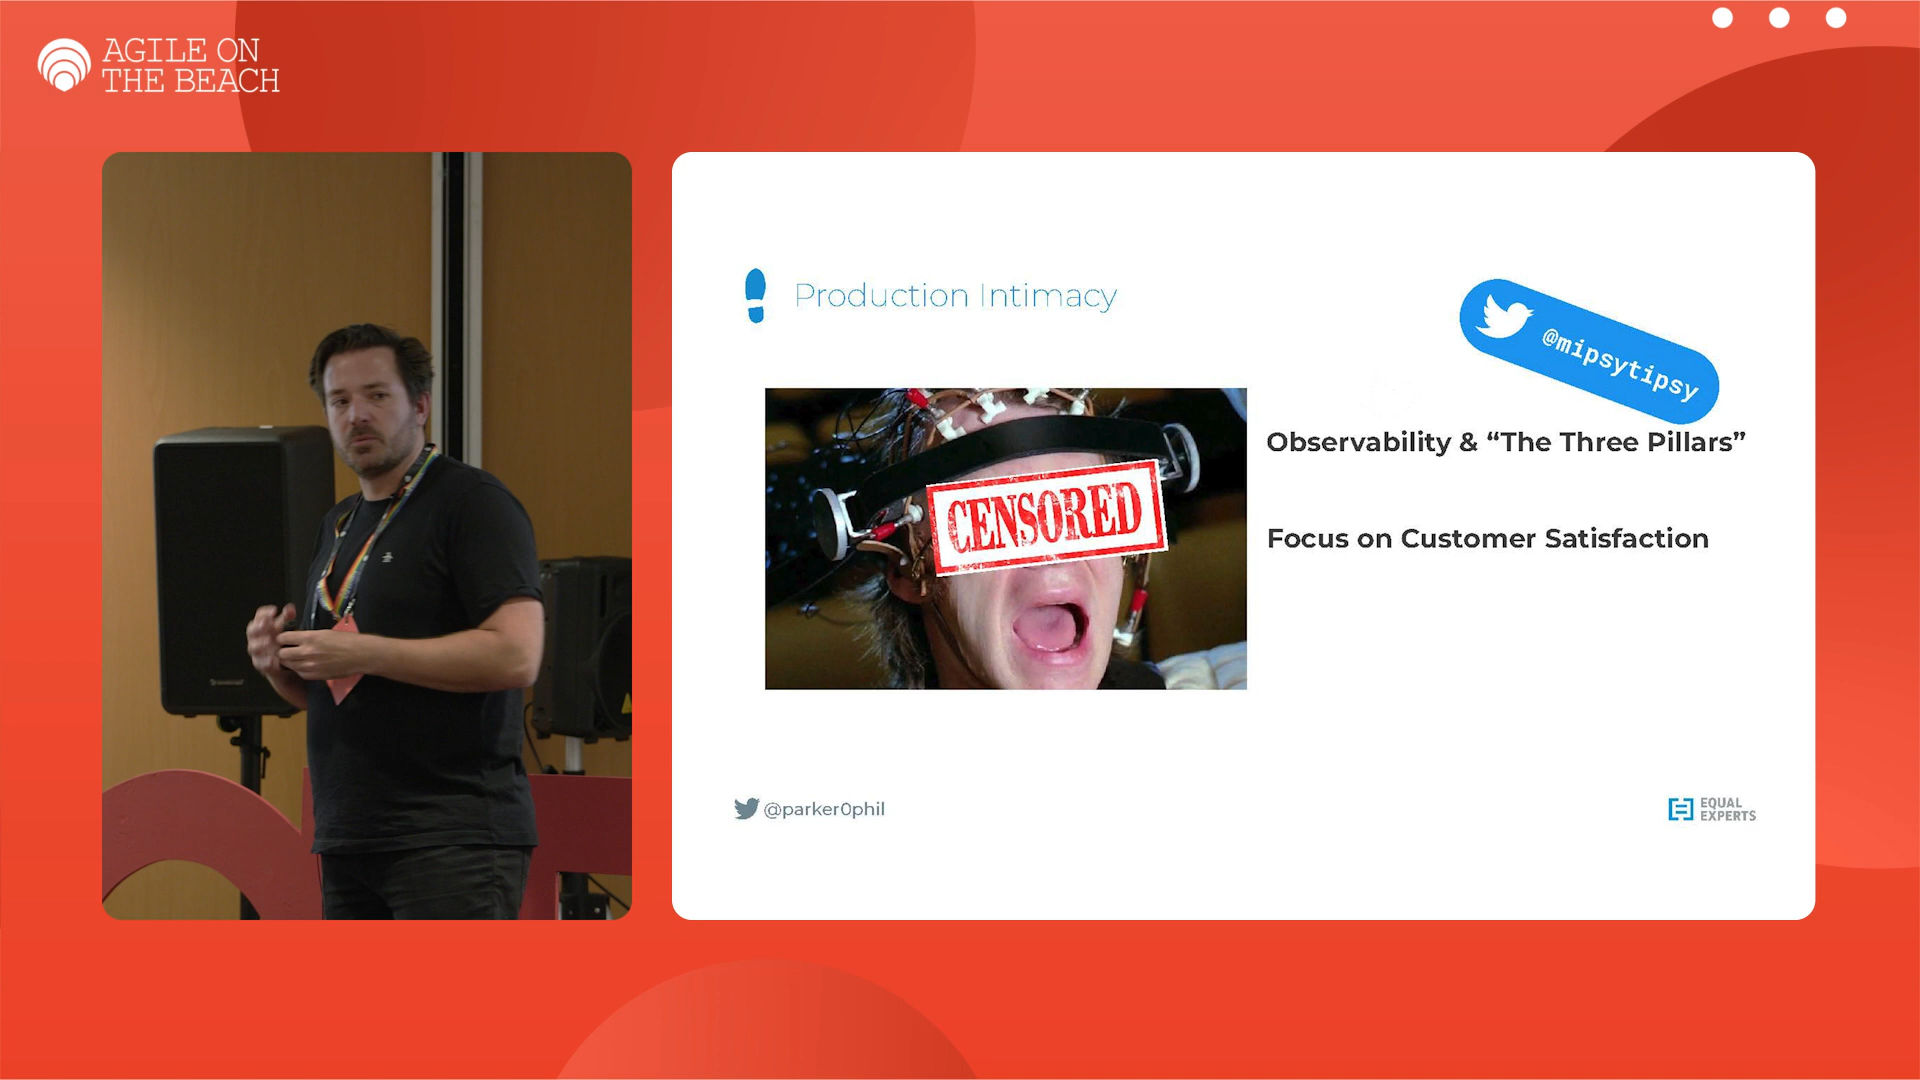 AGILE ON
THE BEACH
Production Intimacy
@mipsytipsy
CENSORED
Observability & “The Three Pillars”
Focus on Customer Satisfaction
@parker0phil
EQUAL
EXPERTS